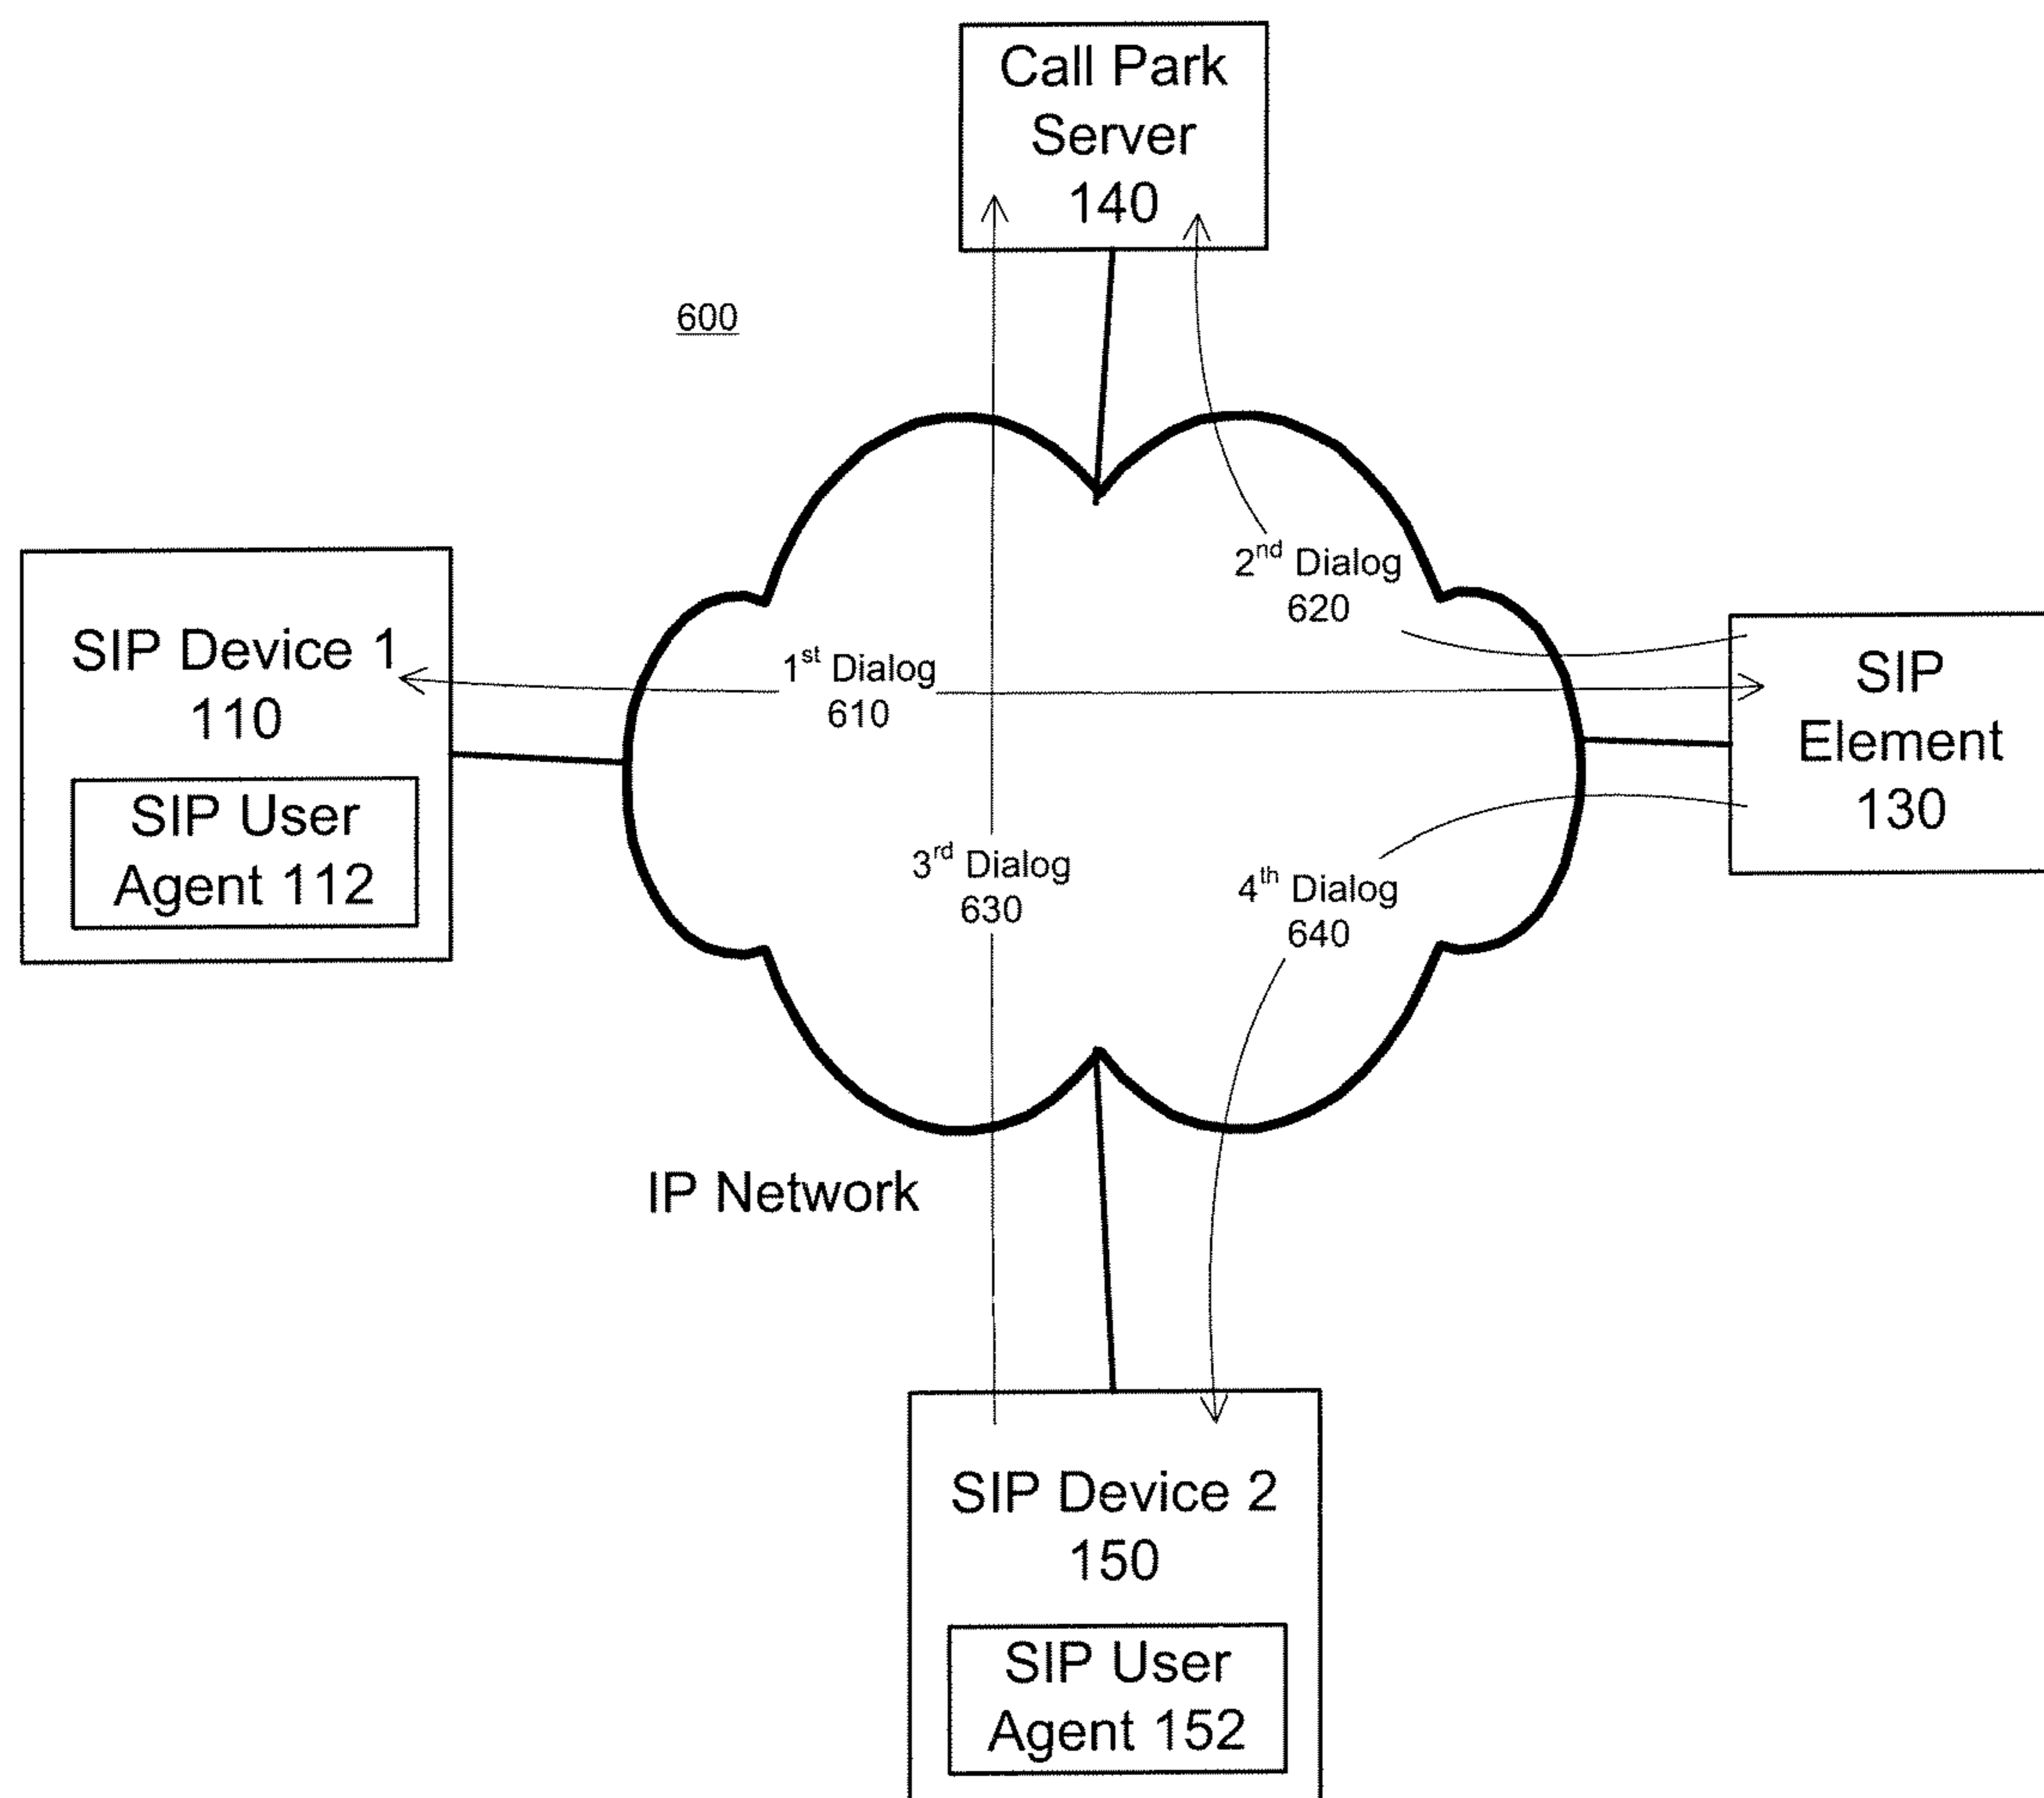 Call Park
Server
140
600
2nd Dialog
620
SIP Device 1
110
SIP User
Agent 112
1st Dialog
610
SIP
Element
130
3rd Dialog
630
4th Dialog
640
IP Network
SIP Device 2
150
SIP User
Agent 152